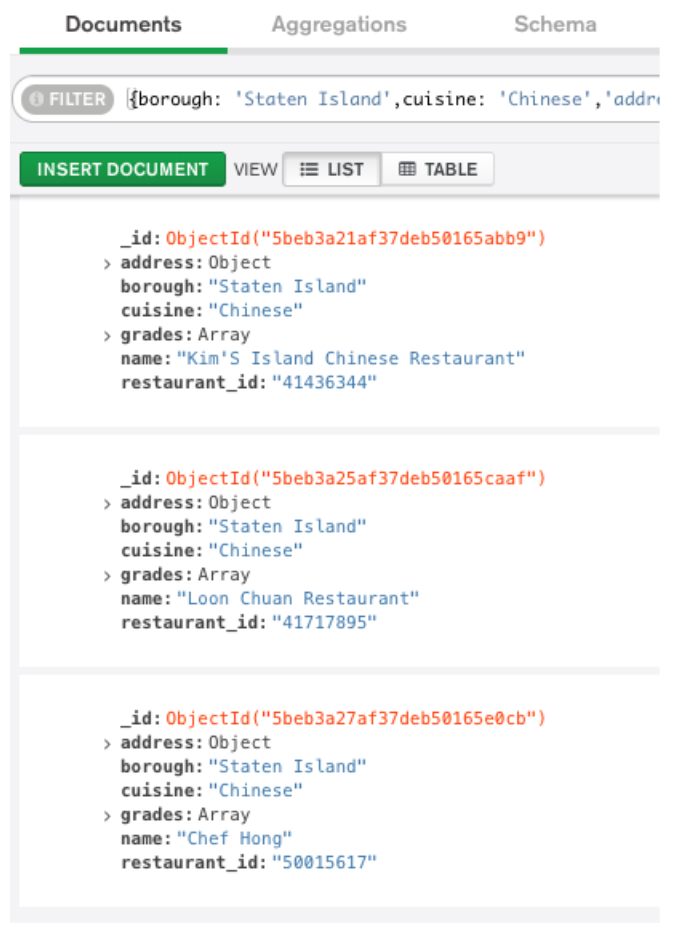 Documents Aggregations Schema
FILTER {borough: 'Staten Island',cuisine: 'Chinese','addre
INSERT DOCUMENT VIEW LIST TABLE
_id: ObjectId("5beb3a21af37deb50165abb9")
> address: Object
borough: "Staten Island"
cuisine: "Chinese"
> grades: Array
name: "Kim'S Island Chinese Restaurant"
restaurant_id: "41436344"
_id: ObjectId("5beb3a25af37deb50165caaf")
> address: Object
borough: "Staten Island"
cuisine: "Chinese"
> grades: Array
name: "Loon Chuan Restaurant"
restaurant_id: "41717895"
_id: ObjectId("5beb3a27af37deb50165e0cb")
> address: Object
borough: "Staten Island"
cuisine: "Chinese"
> grades: Array
name: "Chef Hong"
restaurant_id: "50015617"